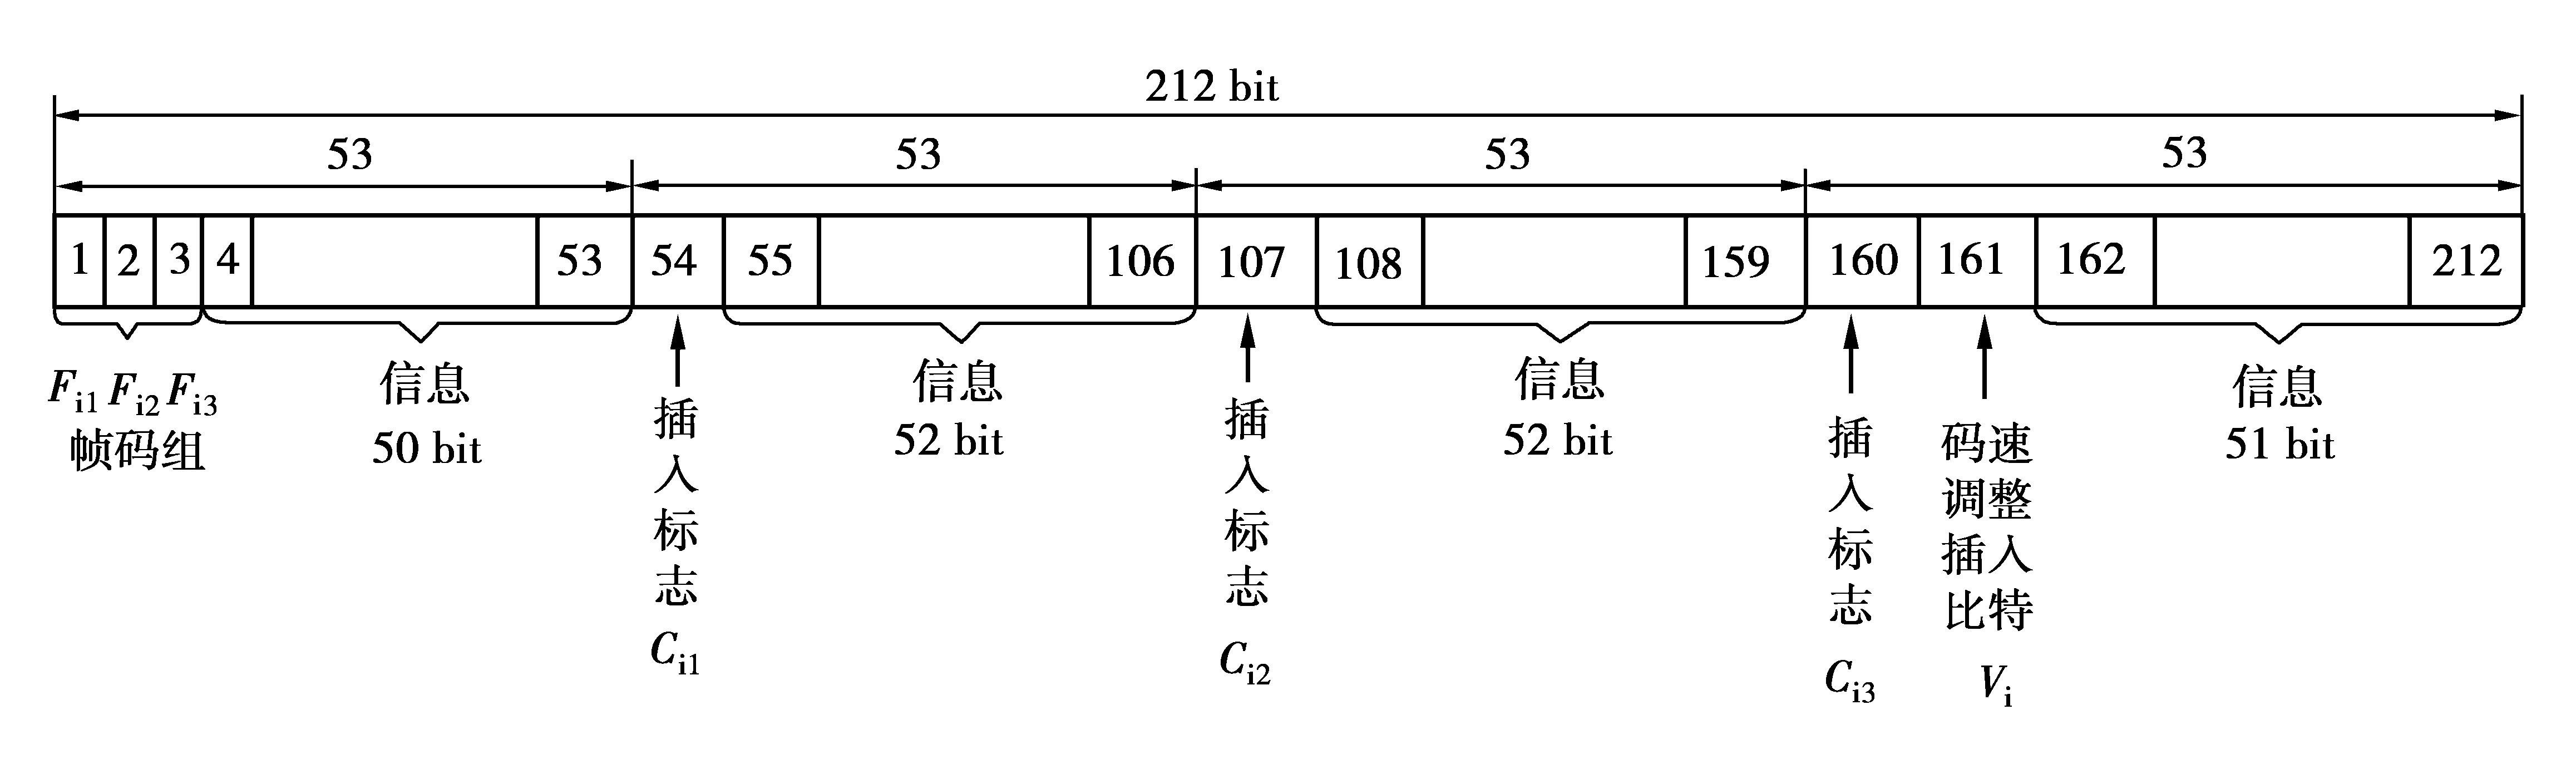 212 bit
53 53 53 53
1 2 3 4 53 54 55 106 107 108 159 160 161 162 212
Fi1 Fi2 Fi3
帧码组
信息
50 bit
插入标志
Ci1
信息
52 bit
插入标志
Ci2
信息
52 bit
插入标志
Ci3
码速
调整
插入
比特
Vi
信息
51 bit